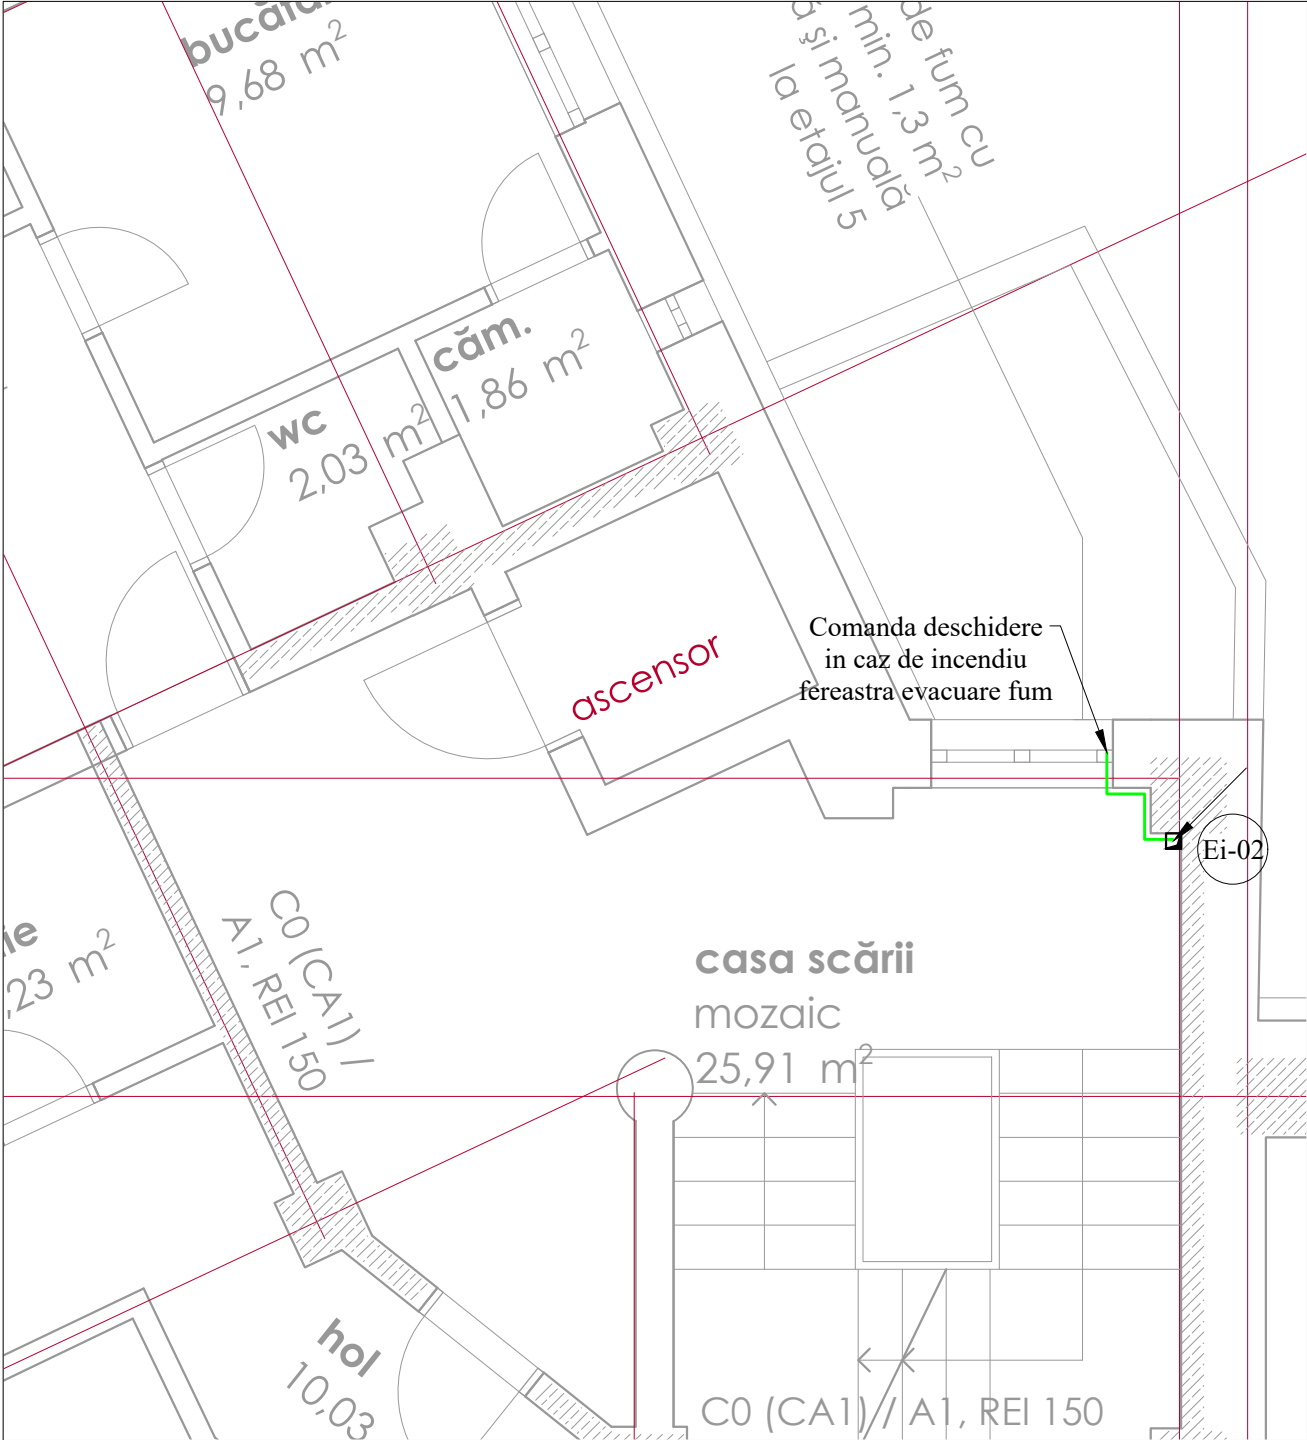 9,68 m²
de fum cu
min. 1,3 m²
ă și manuală
la etajul 5
căm.
1,86 m²
wc
2,03 m²
ascensor
Comanda deschidere
in caz de incendiu
fereastra evacuare fum
Ei-02
C0 (CA1) /
A1, REI 150
ie
,23 m²
casa scării
mozaic
25,91 m²
hol
10,03
C0 (CA1) / A1, REI 150